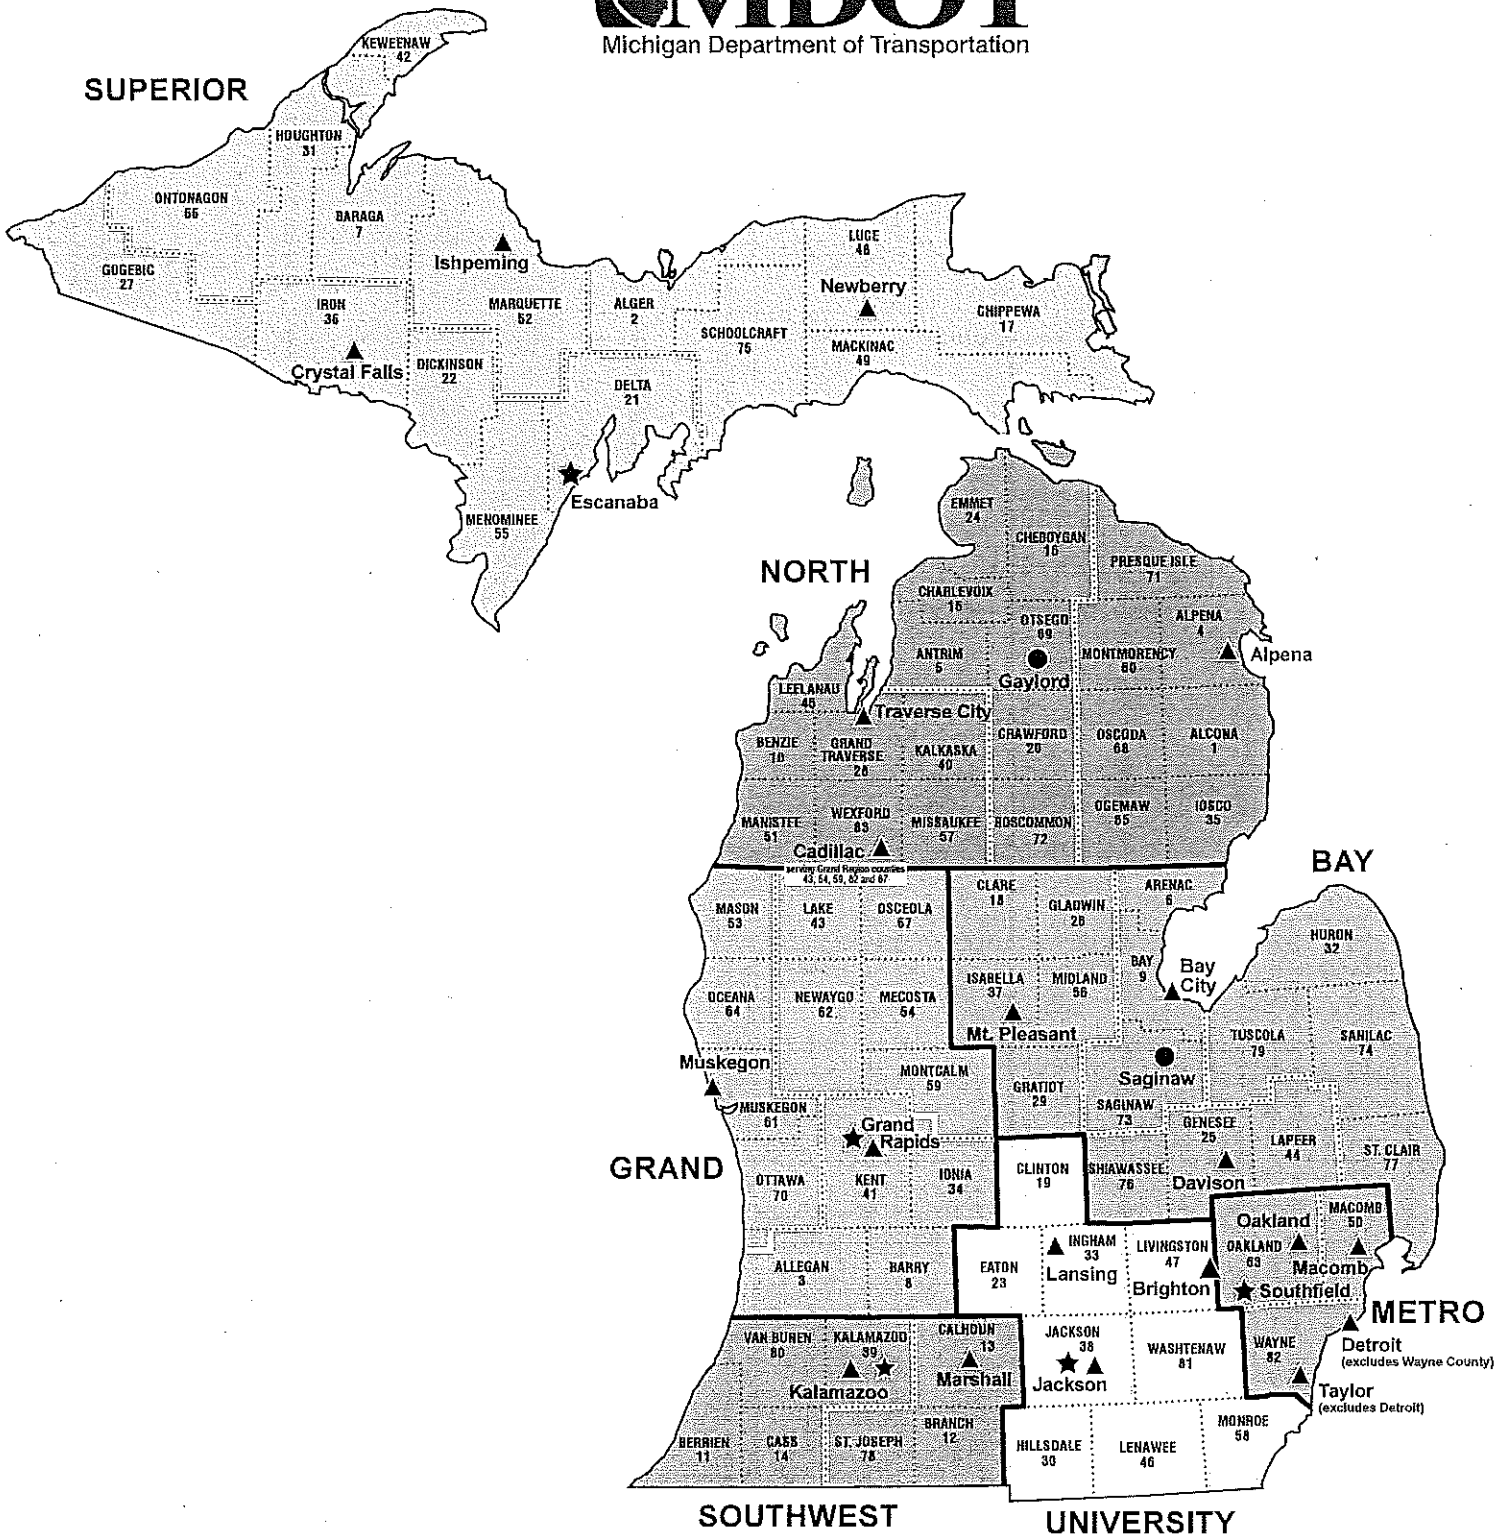 MDOT
Michigan Department of Transportation
SUPERIOR
KEWEENAW
42
HOUGHTON
31
ONTONAGON
66
BARAGA
7
GOGEBIC
27
Ishpeming
IRON
36
MARQUETTE
52
ALGER
2
LUCE
48
Newberry
CHIPPEWA
17
SCHOOLCRAFT
75
MACKINAC
49
Crystal Falls
DICKINSON
22
DELTA
21
Escanaba
MENOMINEE
55
NORTH
EMMET
24
CHEBOYGAN
16
PRESQUE ISLE
71
CHARLEVOIX
15
OTSEGO
69
ALPENA
4
Alpena
ANTRIM
5
Gaylord
MONTMORENCY
60
LEELANAU
45
Traverse City
BENZIE
10
GRAND
TRAVERSE
28
KALKASKA
40
CRAWFORD
20
OSCODA
68
ALCONA
1
MANISTEE
51
WEXFORD
83
MISSAUKEE
57
ROSCOMMON
72
OGEMAW
65
IOSCO
35
Cadillac
serving Grand Region counties
43, 54, 59, 62 and 67
BAY
MASON
53
LAKE
43
OSCEOLA
67
CLARE
18
GLADWIN
26
ARENAC
6
HURON
32
OCEANA
64
NEWAYGO
62
MECOSTA
54
ISABELLA
37
MIDLAND
56
BAY
9
Bay
City
Mt. Pleasant
TUSCOLA
79
SANILAC
74
Muskegon
MONTCALM
59
GRATIOT
29
Saginaw
SAGINAW
73
MUSKEGON
61
Grand
Rapids
GENESEE
25
LAPEER
44
ST. CLAIR
77
GRAND
OTTAWA
70
KENT
41
IONIA
34
CLINTON
19
SHIAWASSEE
76
Davison
MACOMB
50
Oakland
OAKLAND
63
Macomb
Southfield
ALLEGAN
3
BARRY
8
EATON
23
INGHAM
33
Lansing
LIVINGSTON
47
Brighton
METRO
Detroit
(excludes Wayne County)
VAN BUREN
80
KALAMAZOO
39
Kalamazoo
CALHOUN
13
Marshall
JACKSON
38
Jackson
WASHTENAW
81
WAYNE
82
Taylor
(excludes Detroit)
BERRIEN
11
CASS
14
ST. JOSEPH
78
BRANCH
12
HILLSDALE
30
LENAWEE
46
MONROE
58
SOUTHWEST
UNIVERSITY